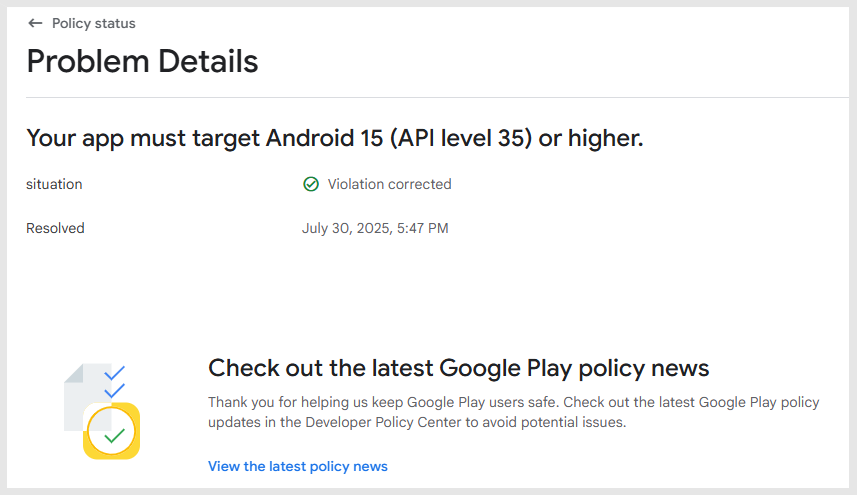 Policy status
Problem Details
Your app must target Android 15 (API level 35) or higher.
situation
Violation corrected
Resolved
July 30, 2025, 5:47 PM
Check out the latest Google Play policy news
Thank you for helping us keep Google Play users safe. Check out the latest Google Play policy
updates in the Developer Policy Center to avoid potential issues.
View the latest policy news